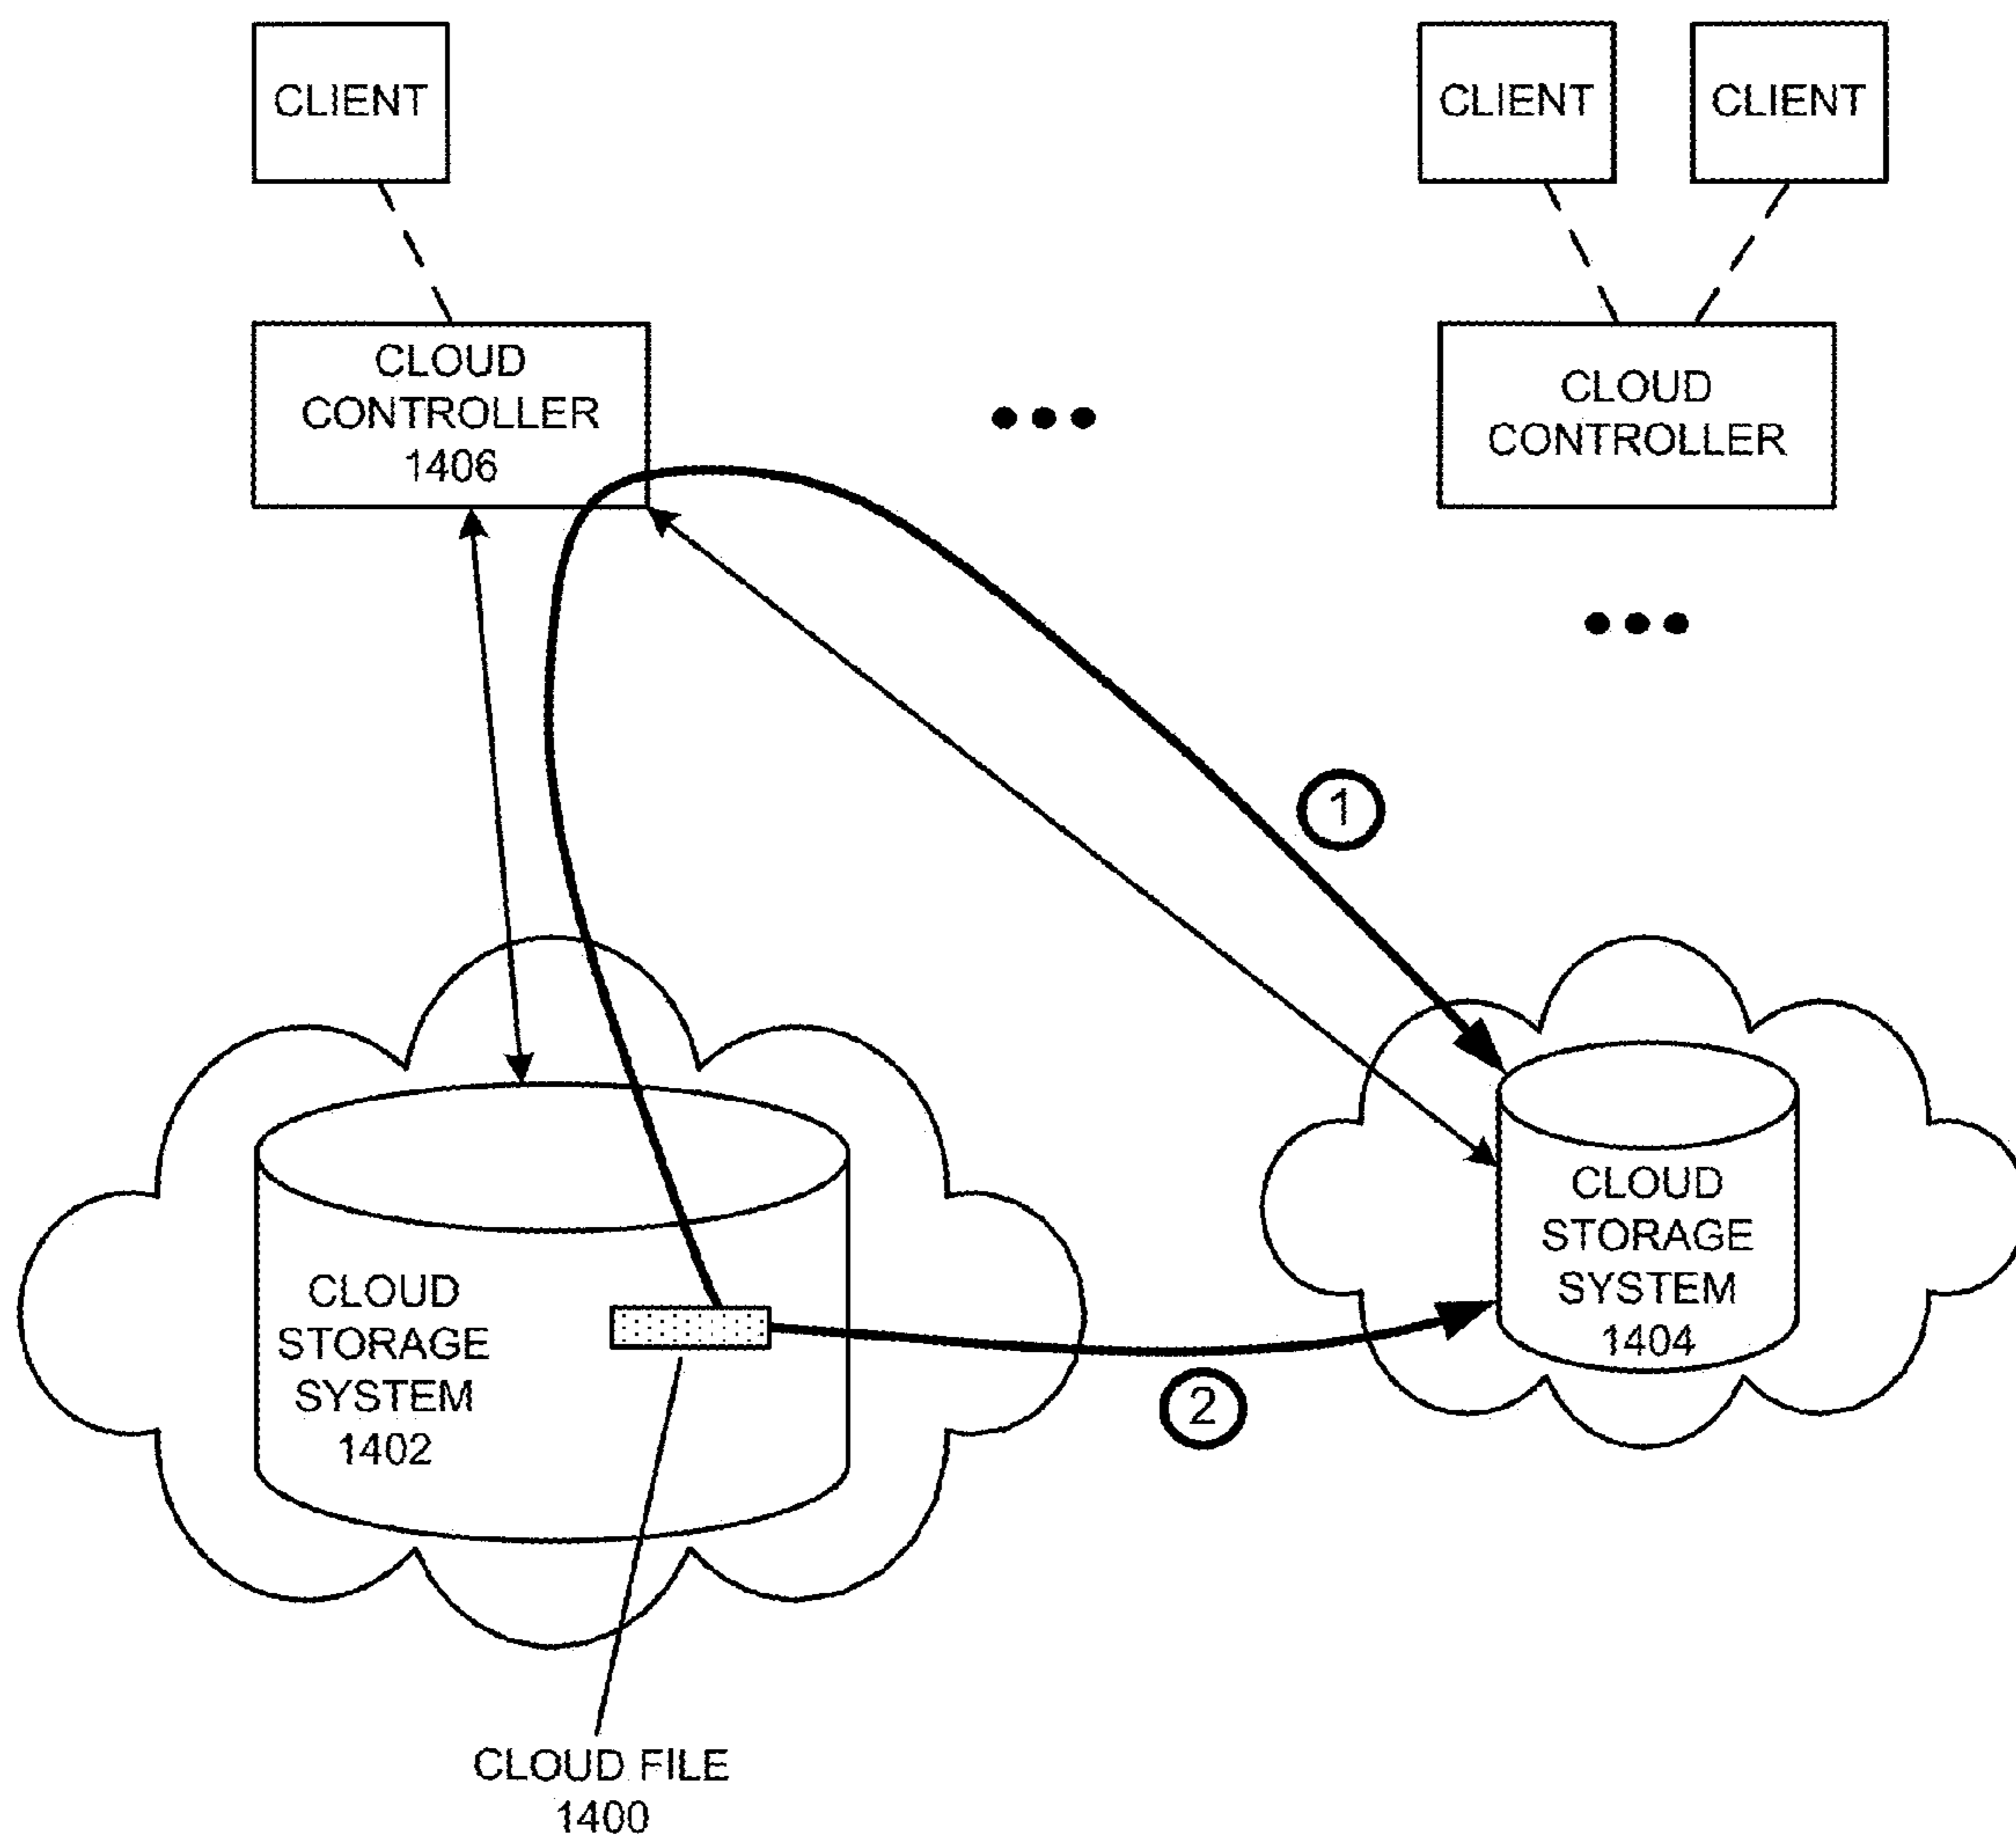 CLIENT
CLIENT
CLIENT
CLOUD
CONTROLLER
1406
CLOUD
CONTROLLER
1
CLOUD
STORAGE
SYSTEM
1404
CLOUD
STORAGE
SYSTEM
1402
2
CLOUD FILE
1400